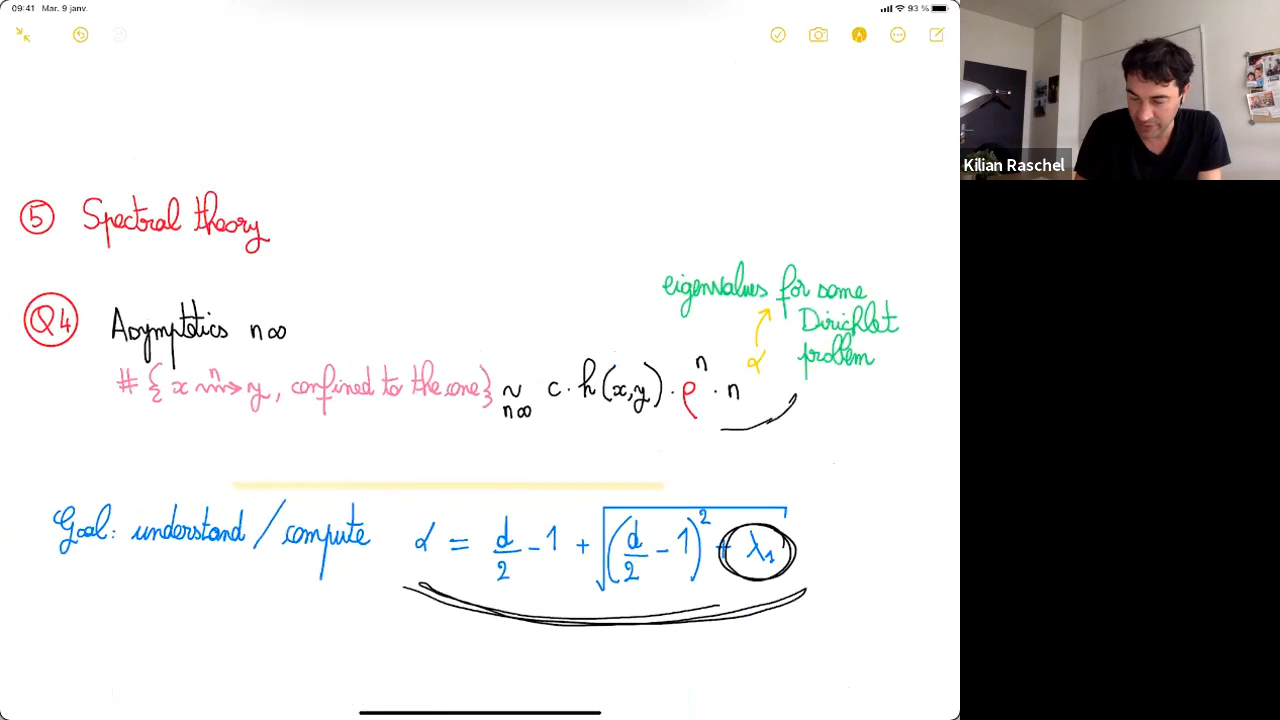 09:41 Mar. 9 janv.
93 %
Kilian Raschel
⑤ Spectral theory
eigenvalues for some
Dirichlet
problem
Q4 Asymptotics n∞
# { x ⇝ⁿ y, confined to the cone} ~ n∞ c · h(x,y) · ρⁿ · n^α
Goal: understand / compute α = d/2 - 1 + √((d/2 - 1)² + λ₁)